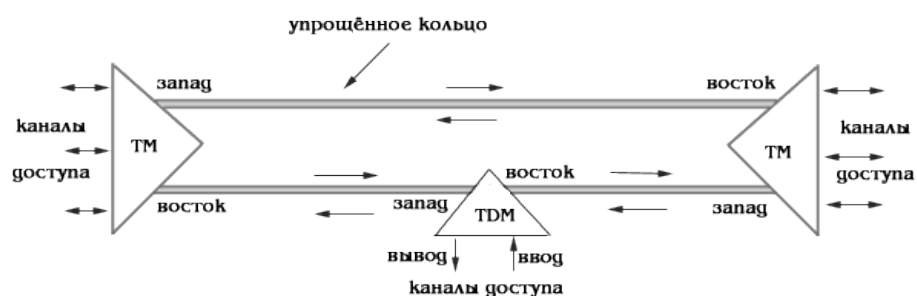 упрощённое кольцо
запад
восток
каналы
доступа
TM
TM
каналы
доступа
восток
восток
запад
запад
TDM
вывод
ввод
каналы доступа